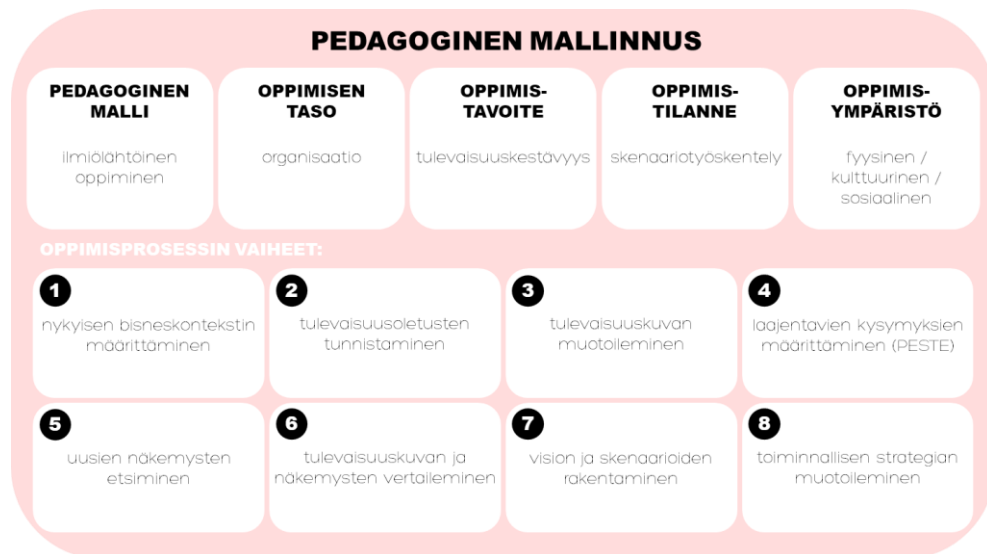 PEDAGOGINEN MALLINNUS
PEDAGOGINEN
MALLI
ilmiölähtöinen
oppiminen
OPPIMISEN
TASO
organisaatio
OPPIMIS-
TAVOITE
tulevaisuuskestävyys
OPPIMIS-
TILANNE
skenaariotyöskentely
OPPIMIS-
YMPÄRISTÖ
fyysinen /
kulttuurinen /
sosiaalinen
OPPIMISPROSESSIN VAIHEET:
1
nykyisen bisneskontekstin
määrittäminen
2
tulevaisuusoletusten
tunnistaminen
3
tulevaisuuskuvan
muotoileminen
4
laajentavien kysymyksien
määrittäminen (PESTE)
5
uusien näkemysten
etsiminen
6
tulevaisuuskuvan ja
näkemysten vertaileminen
7
vision ja skenaarioiden
rakentaminen
8
toiminnallisen strategian
muotoileminen